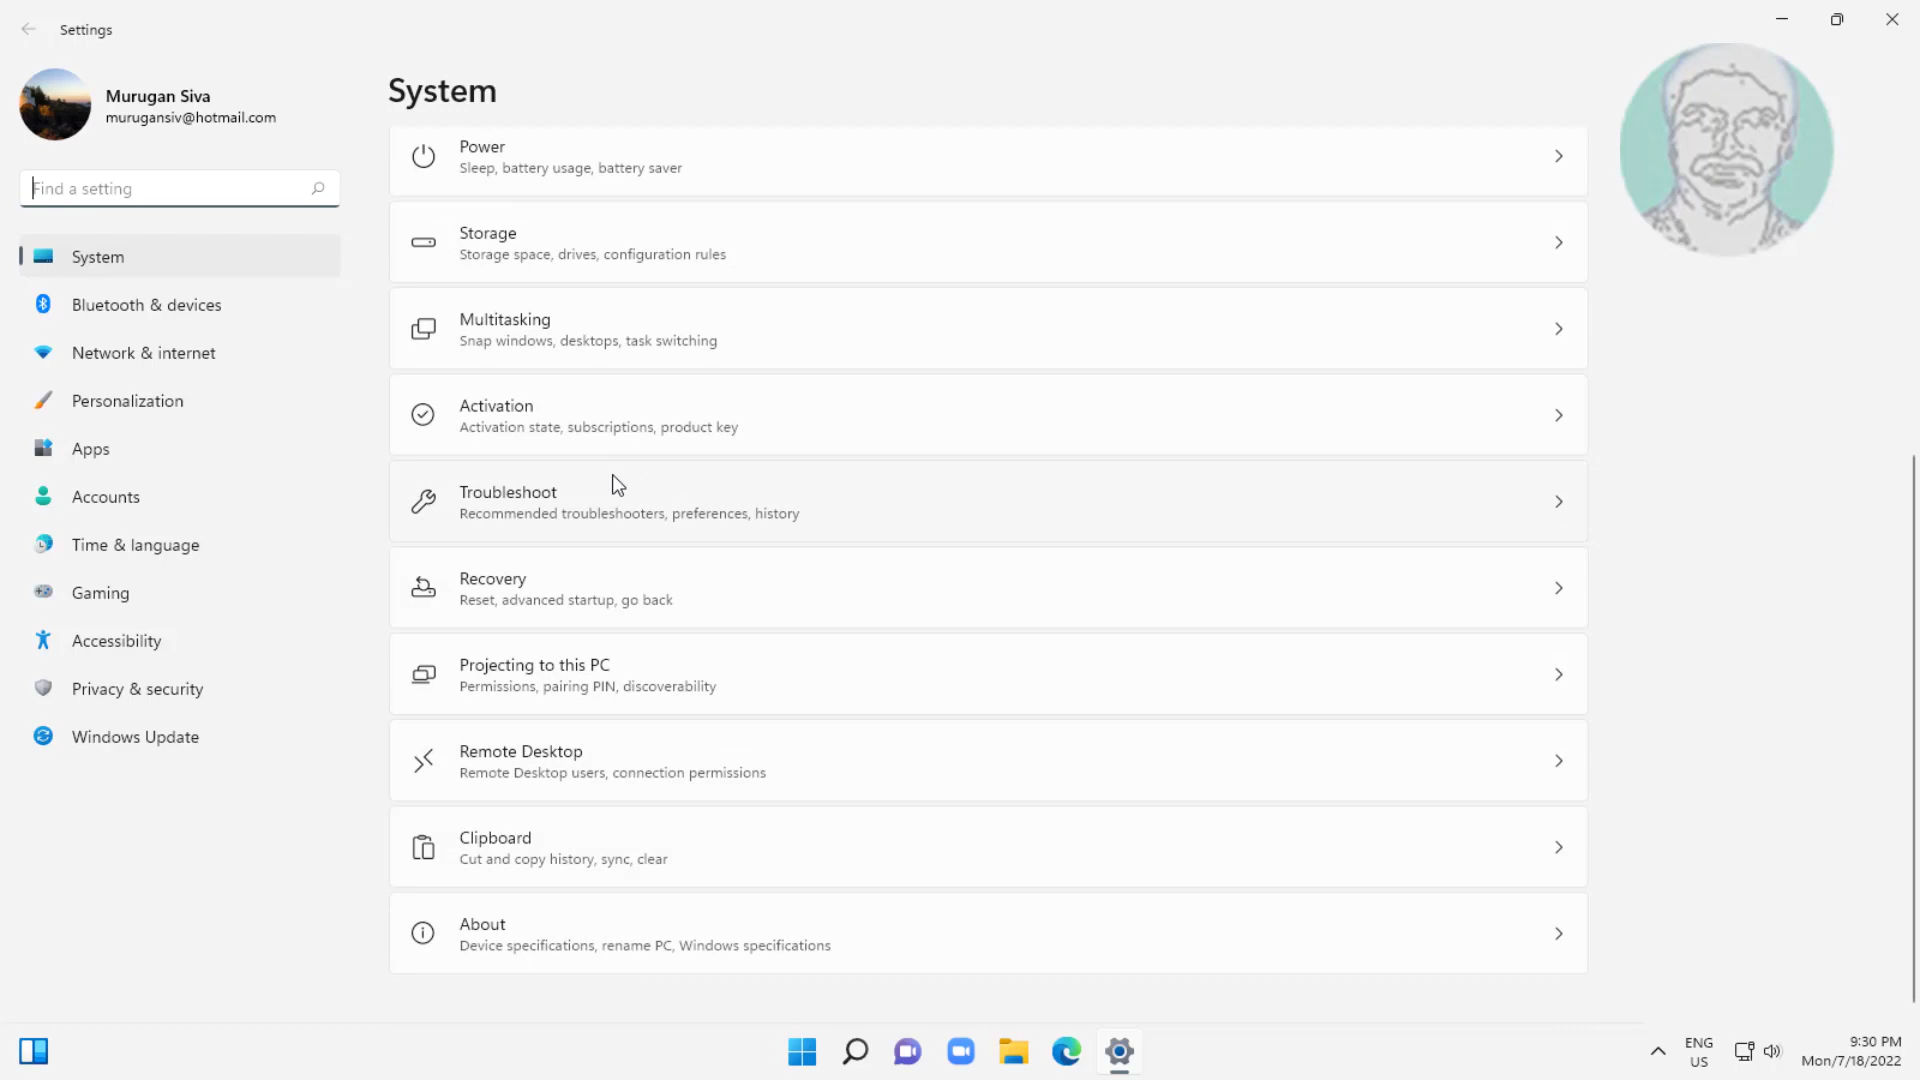 Settings
Murugan Siva
murugansiv@hotmail.com
Find a setting
System
Bluetooth & devices
Network & internet
Personalization
Apps
Accounts
Time & language
Gaming
Accessibility
Privacy & security
Windows Update
System
Power
Sleep, battery usage, battery saver
Storage
Storage space, drives, configuration rules
Multitasking
Snap windows, desktops, task switching
Activation
Activation state, subscriptions, product key
Troubleshoot
Recommended troubleshooters, preferences, history
Recovery
Reset, advanced startup, go back
Projecting to this PC
Permissions, pairing PIN, discoverability
Remote Desktop
Remote Desktop users, connection permissions
Clipboard
Cut and copy history, sync, clear
About
Device specifications, rename PC, Windows specifications
ENG
US
9:30 PM
Mon/7/18/2022